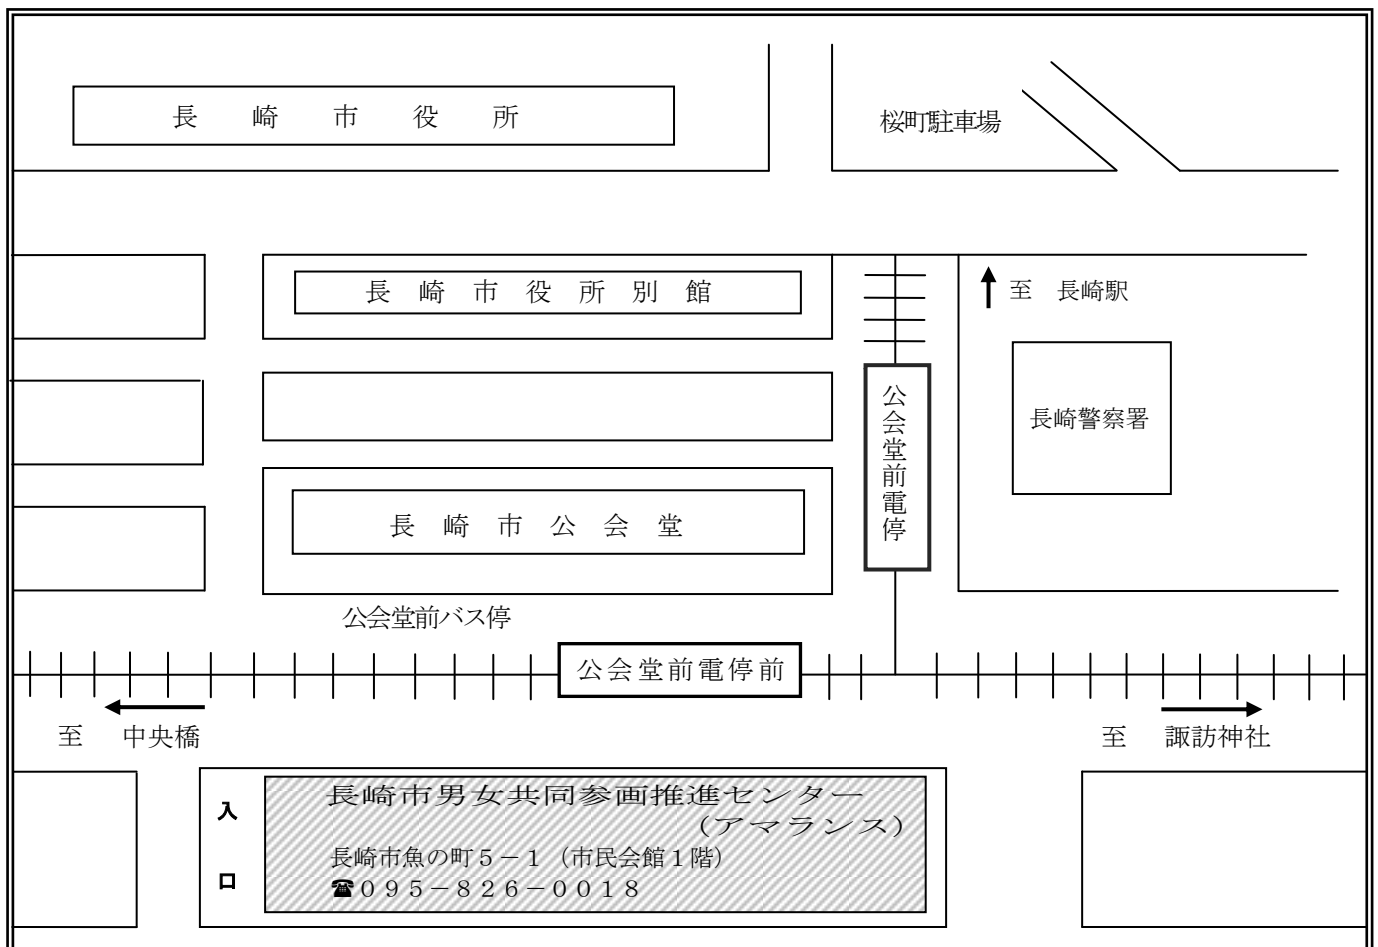 長崎市役所
桜町駐車場
長崎市役所別館
至 長崎駅
公会堂前電停
長崎警察署
長崎市公会堂
公会堂前バス停
公会堂前電停前
至 中央橋
至 諏訪神社
入口
長崎市男女共同参画推進センター
（アマランス）
長崎市魚の町５－１（市民会館１階）
☎０９５－８２６－００１８